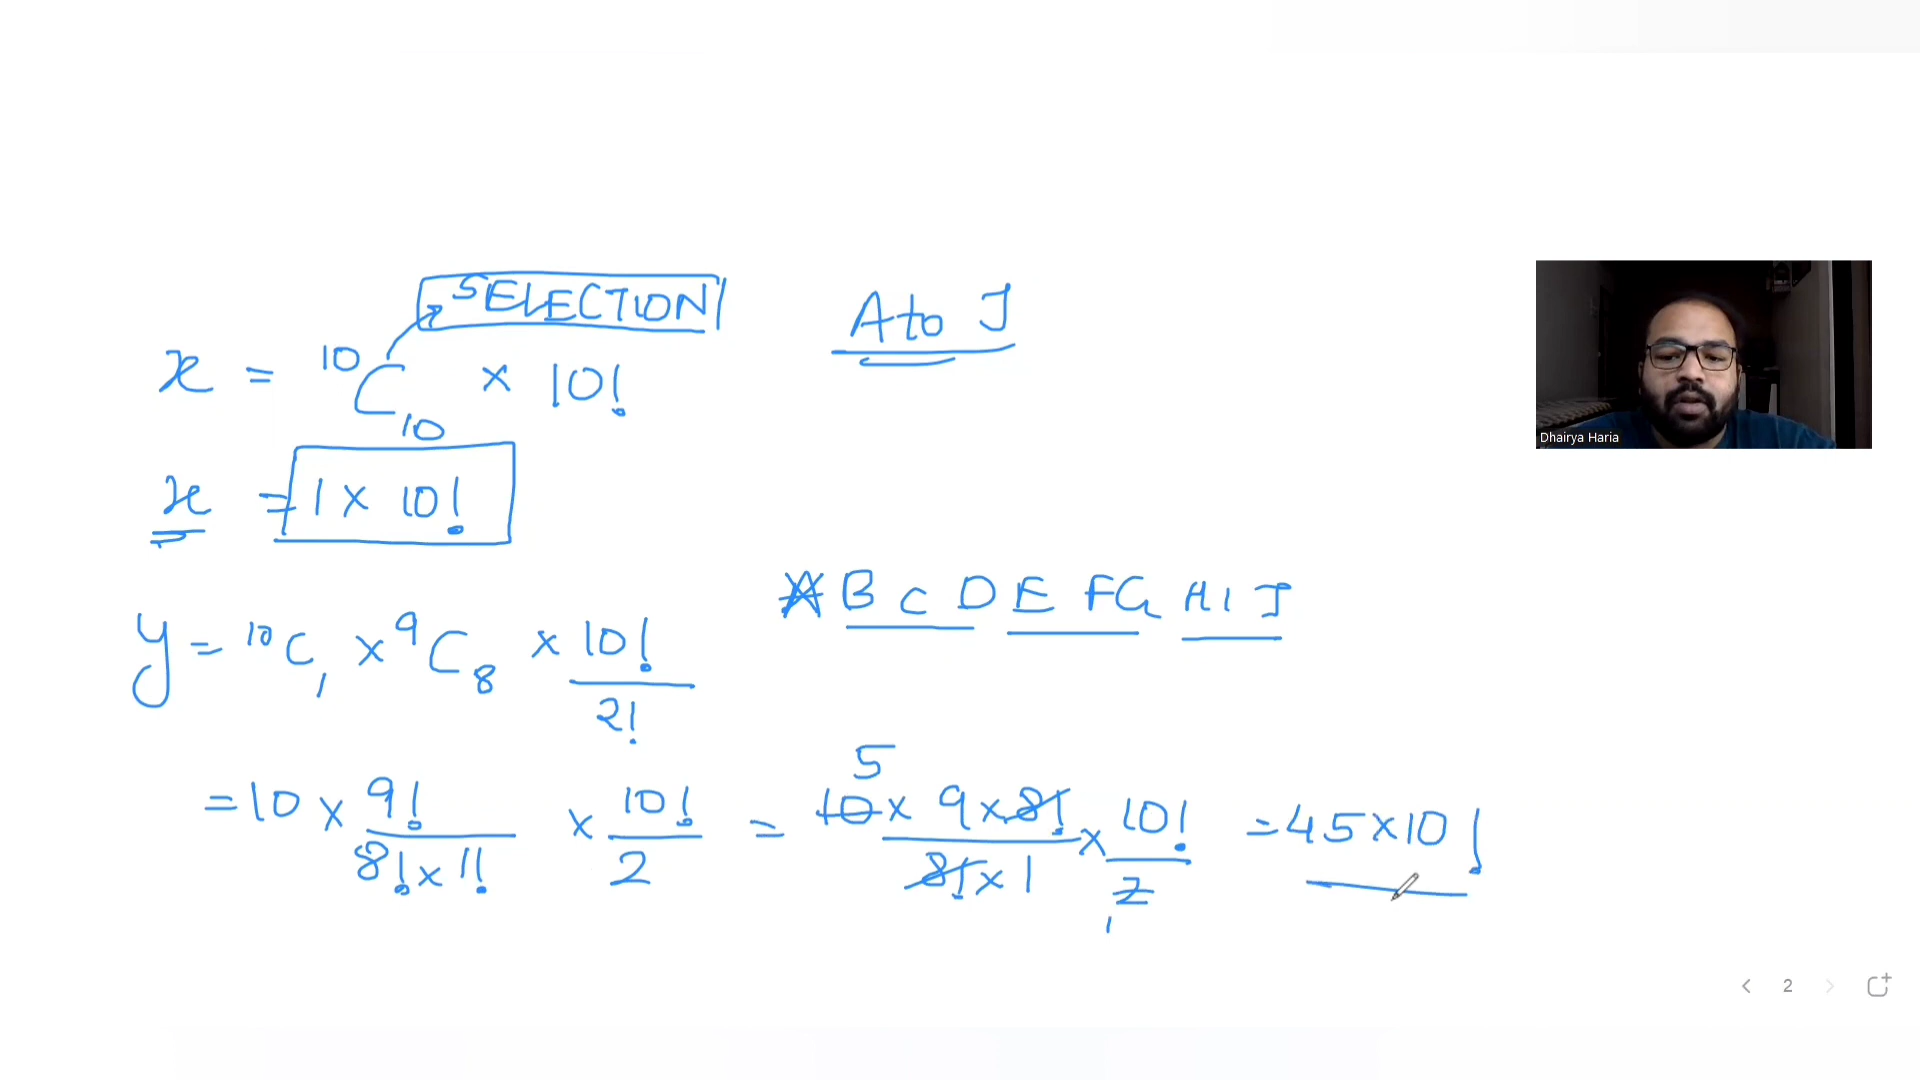 SELECTION
A to J
x = ¹⁰C₁₀ × 10!
x = 1 × 10!
Dhairya Haria
A B C D E F G H I J
y = ¹⁰C₁ × ⁹C₈ × 10!/2!
= 10 × 9!/(8! × 1!) × 10!/2 = 5 10 × 9 × 8!/(8! × 1) × 10!/2 1 = 45 × 10!
2